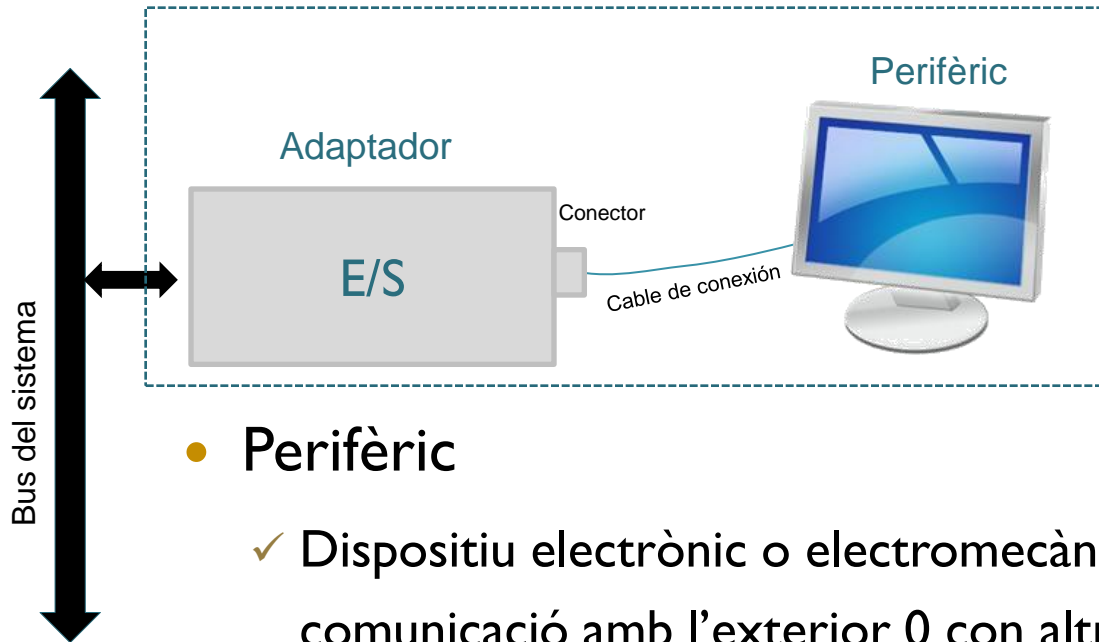 Perifèric
Adaptador
Conector
E/S
Cable de conexión
Bus del sistema
Perifèric
Dispositiu electrònic o electromecàn
comunicació amb l'exterior 0 con altr